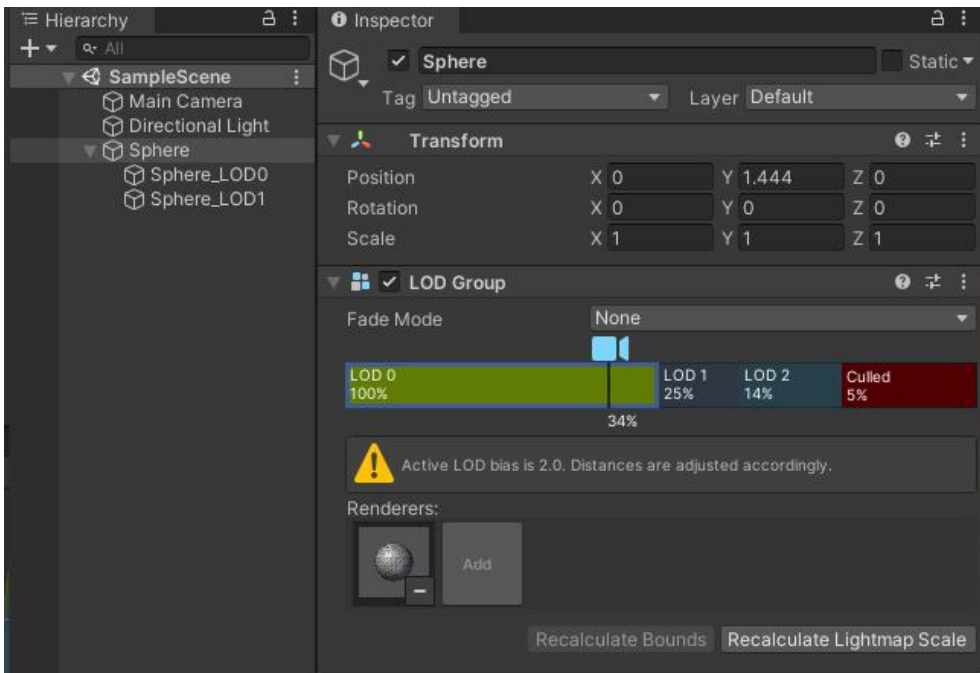 Hierarchy
All
SampleScene
Main Camera
Directional Light
Sphere
Sphere_LOD0
Sphere_LOD1
Inspector
Sphere Static
Tag Untagged Layer Default
Transform
Position X 0 Y 1.444 Z 0
Rotation X 0 Y 0 Z 0
Scale X 1 Y 1 Z 1
LOD Group
Fade Mode None
LOD 0 LOD 1 LOD 2 Culled
100% 25% 14% 5%
34%
Active LOD bias is 2.0. Distances are adjusted accordingly.
Renderers:
Add
Recalculate Bounds Recalculate Lightmap Scale